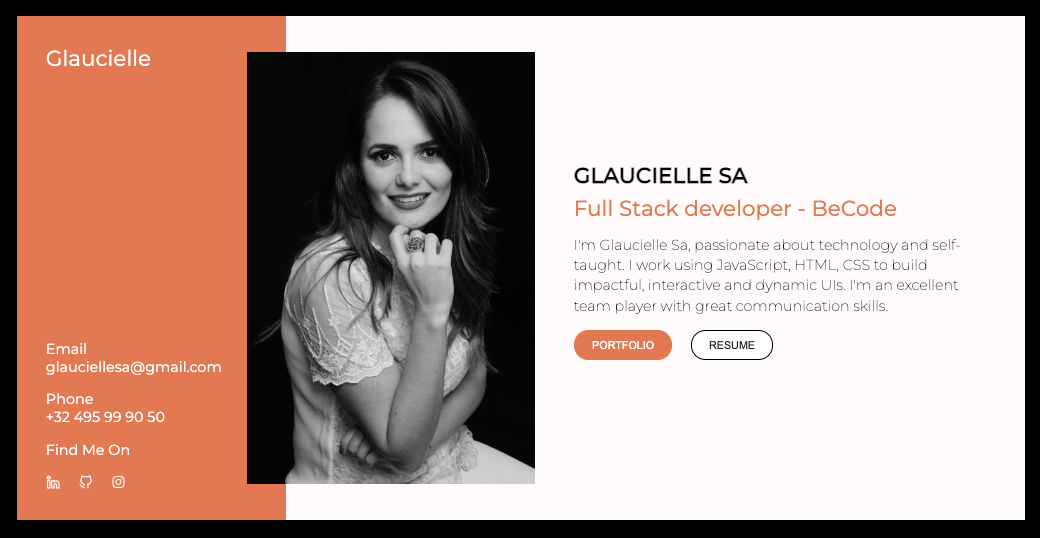 Glaucielle
GLAUCIELLE SA
Full Stack developer - BeCode
I'm Glaucielle Sa, passionate about technology and self-
taught. I work using JavaScript, HTML, CSS to build
impactful, interactive and dynamic UIs. I'm an excellent
team player with great communication skills.
PORTFOLIO
RESUME
Email
glauciellesa@gmail.com
Phone
+32 495 99 90 50
Find Me On